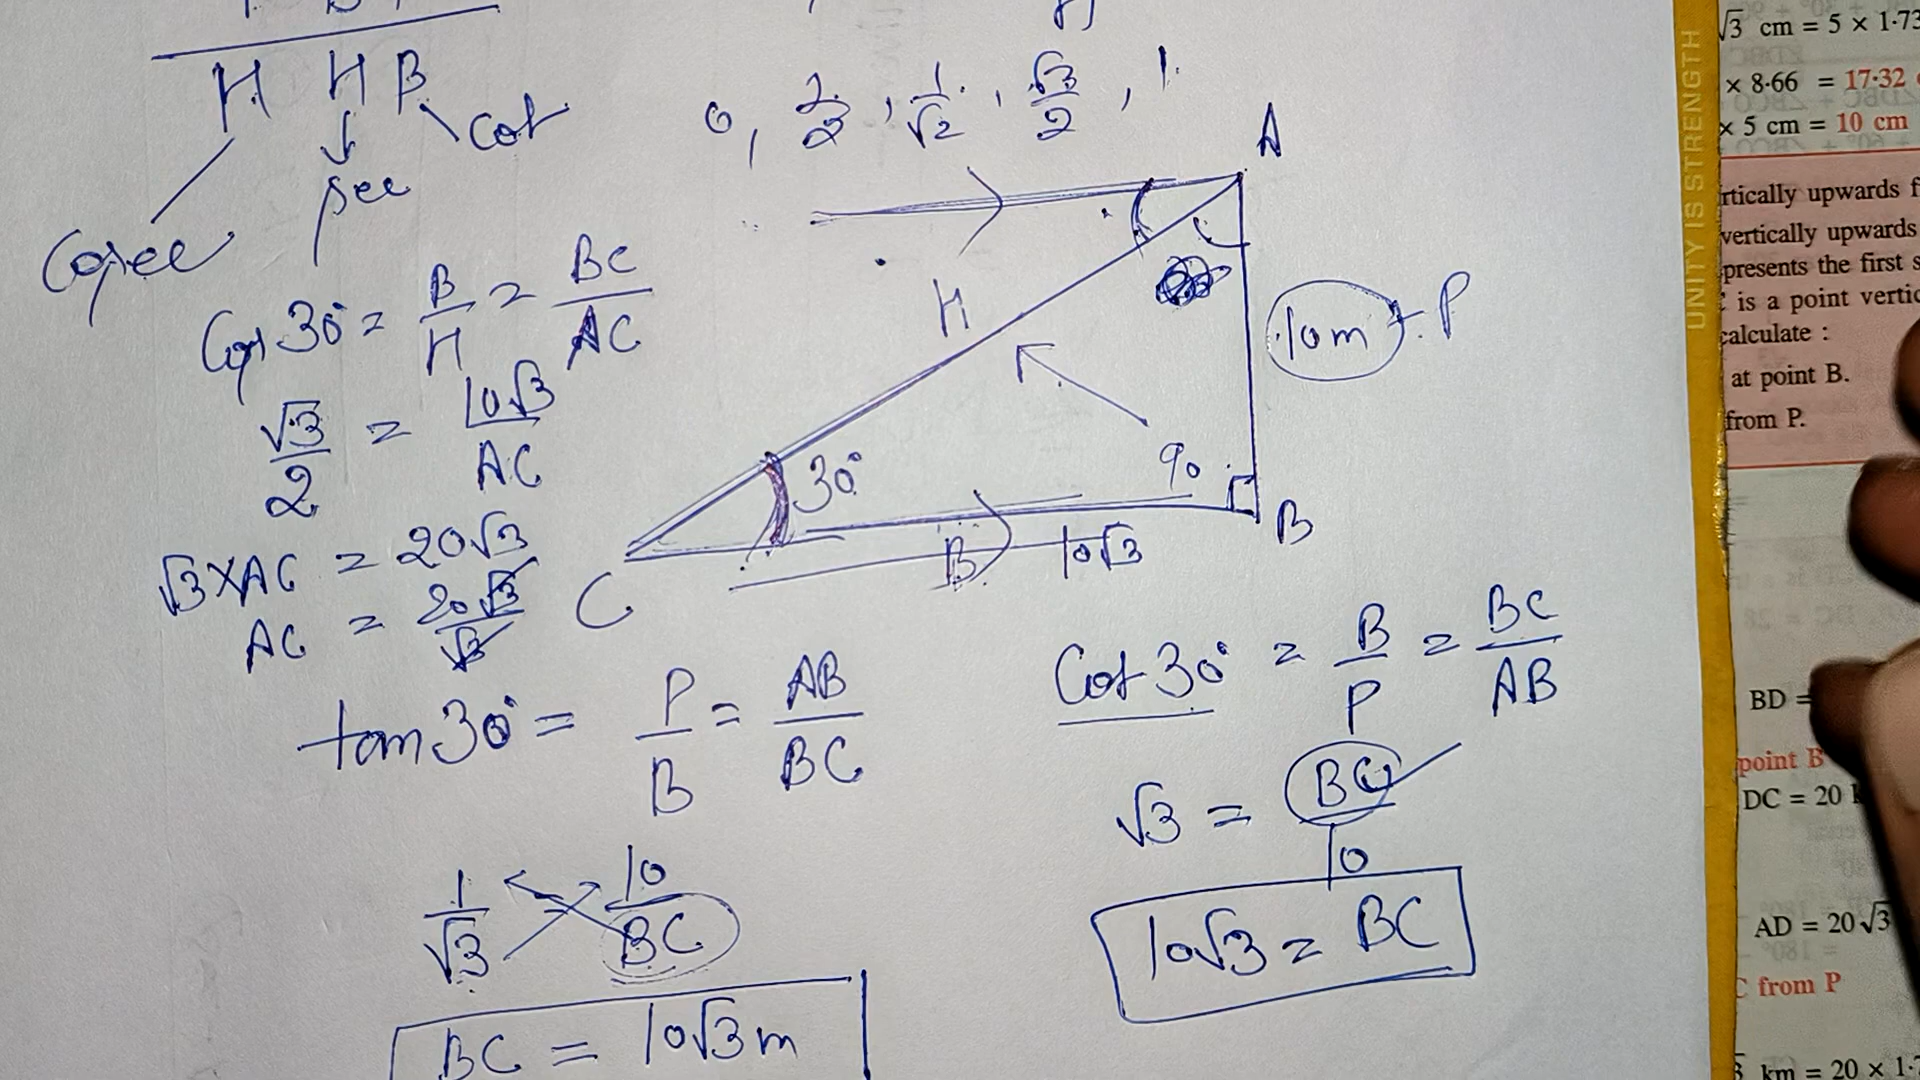 H H B
cot
sec
Cosec
0, 1/2, 1/√2, √3/2, 1
A
H
10m P
30°
90
C
B 10√3
B
Cos 30° = B/H = BC/AC
√3/2 = 10√3/AC
√3 × AC = 20√3
AC = 20√3/√3
tan 30° = P/B = AB/BC
1/√3 = 10/BC
BC = 10√3 m
Cot 30° = B/P = BC/AB
√3 = BC/10
10√3 = BC
UNITY IS STRENGTH
√3 cm = 5 × 1·73
× 8·66 = 17·32
× 5 cm = 10 cm
rtically upwards f
vertically upwards
presents the first s
is a point vertic
calculate :
at point B.
from P.
BD =
point B
DC = 20
AD = 20√3
C from P
km = 20 × 1·7